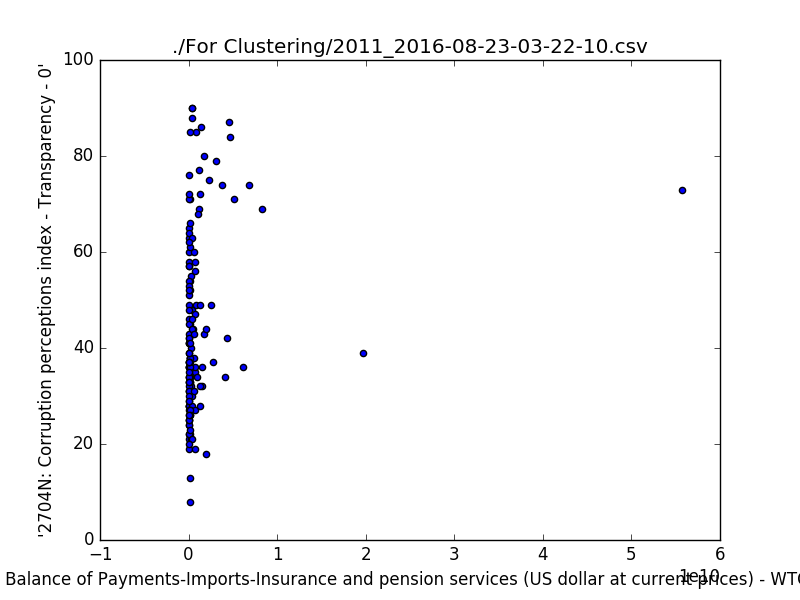 ./For Clustering/2011_2016-08-23-03-22-10.csv
'2704N: Corruption perceptions index - Transparency - 0'
100
80
60
40
20
0
−1 0 1 2 3 4 5 6
1e10
Balance of Payments-Imports-Insurance and pension services (US dollar at current prices) - WTO